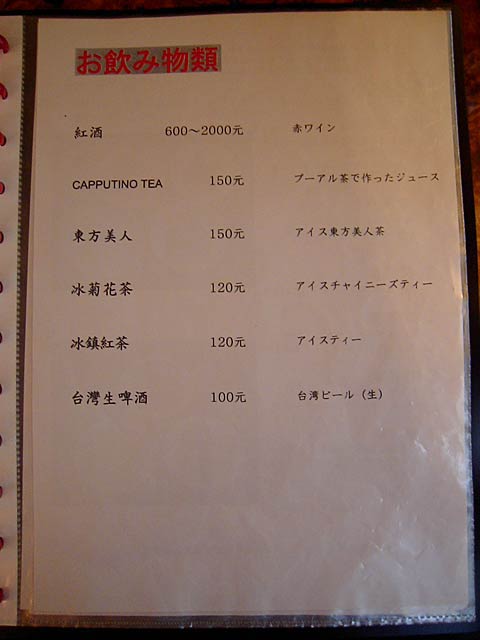 お飲み物類
紅酒 600～2000元 赤ワイン
CAPPUTINO TEA 150元 プーアル茶で作ったジュース
東方美人 150元 アイス東方美人茶
冰菊花茶 120元 アイスチャイニーズティー
冰鎮紅茶 120元 アイスティー
台灣生啤酒 100元 台湾ビール（生）